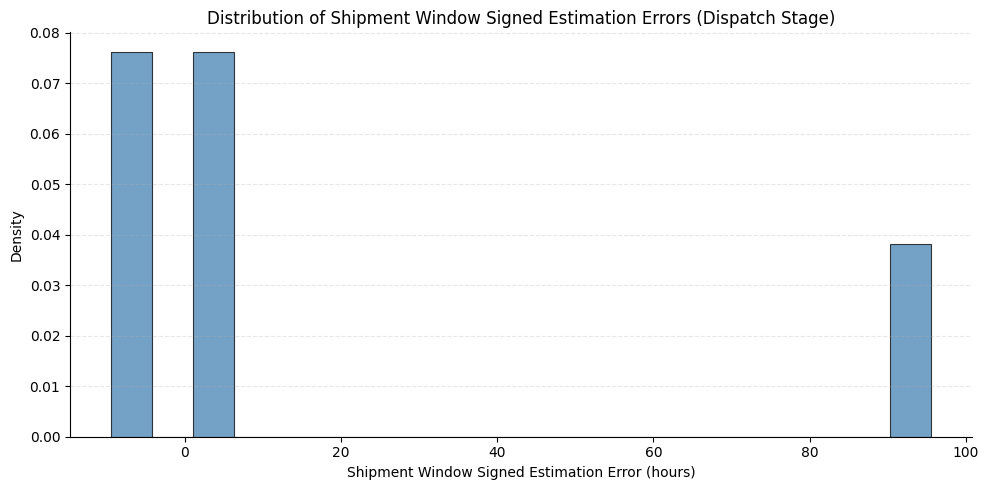 Distribution of Shipment Window Signed Estimation Errors (Dispatch Stage)
Density
0.08
0.07
0.06
0.05
0.04
0.03
0.02
0.01
0.00
0 20 40 60 80 100
Shipment Window Signed Estimation Error (hours)